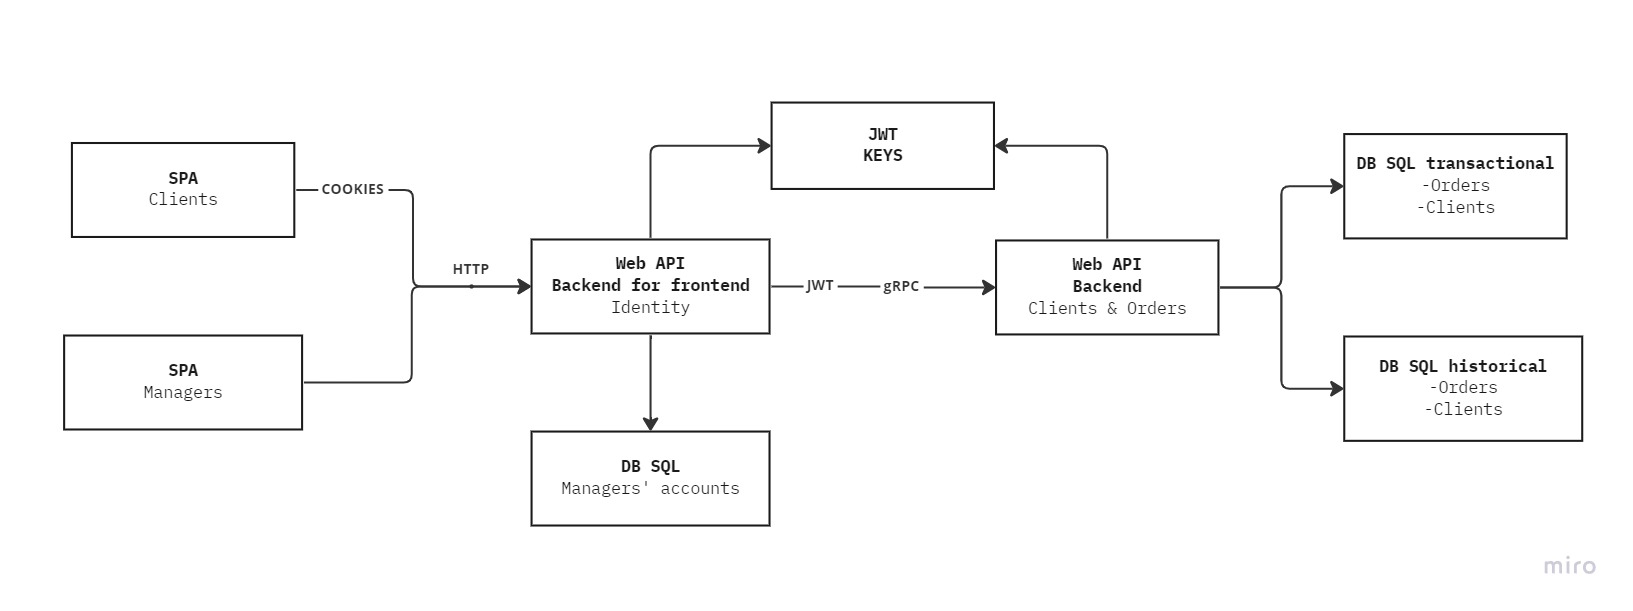 JWT
KEYS
SPA
Clients
COOKIES
HTTP
SPA
Managers
Web API
Backend for frontend
Identity
JWT
gRPC
Web API
Backend
Clients & Orders
DB SQL transactional
-Orders
-Clients
DB SQL historical
-Orders
-Clients
DB SQL
Managers' accounts
miro